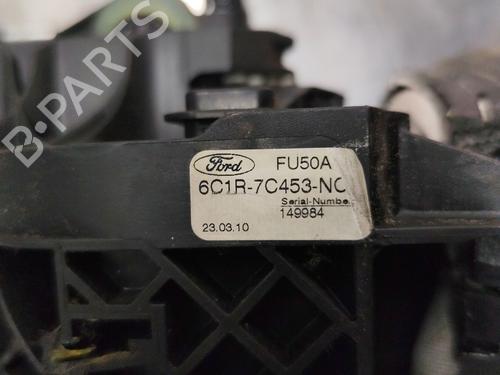 B-PARTS
Ford FU50A
6C1R-7C453-NC
Serial-Numbe
149984
23.03.10